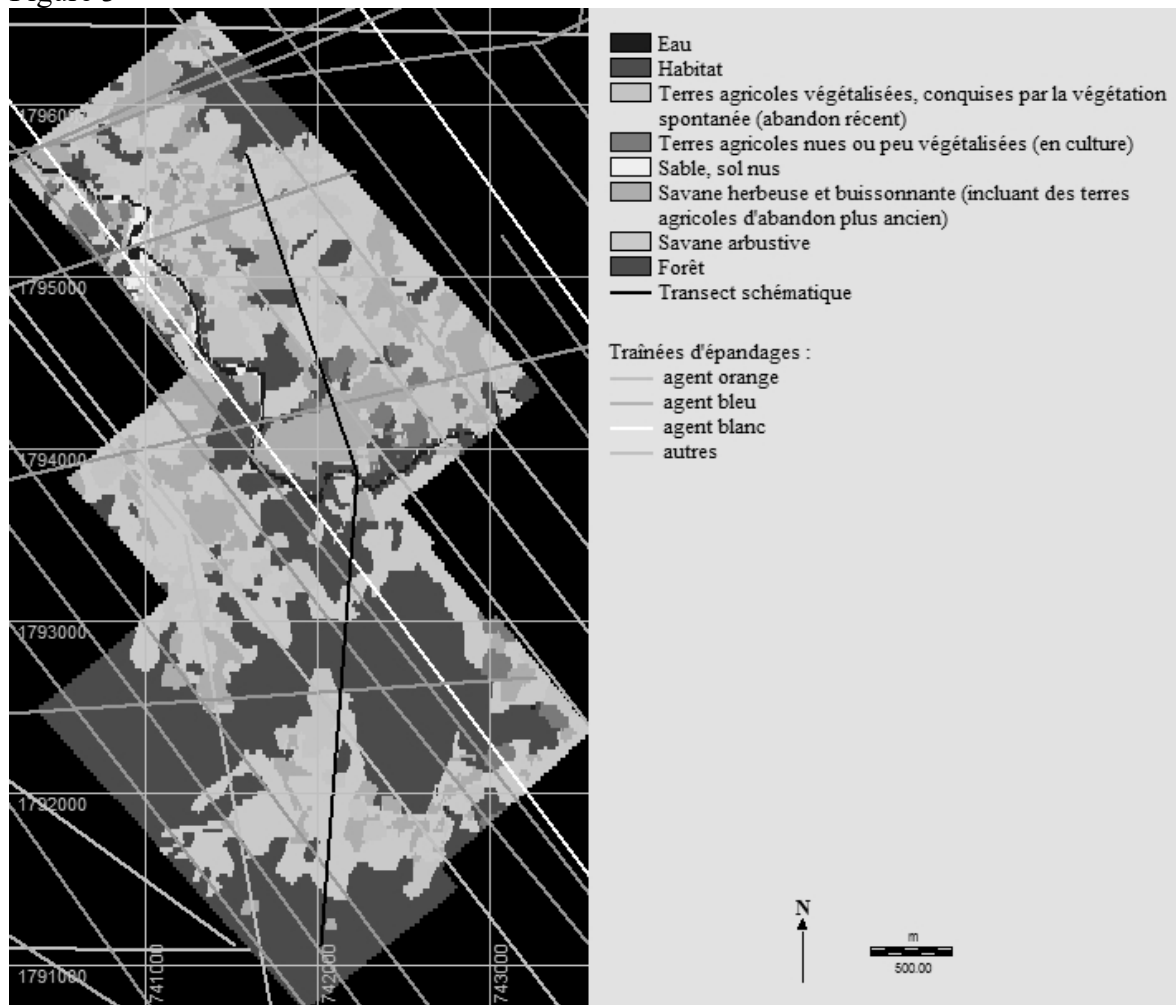 Eau
Habitat
Terres agricoles végétalisées, conquises par la végétation
spontanée (abandon récent)
Terres agricoles nues ou peu végétalisées (en culture)
Sable, sol nus
Savane herbeuse et buissonnante (incluant des terres
agricoles d'abandon plus ancien)
Savane arbustive
Forêt
Transect schématique
Traînées d'épandages :
agent orange
agent bleu
agent blanc
autres
1796000
1795000
1794000
1793000
1792000
1791000
741000
742000
743000
N
m
500.00